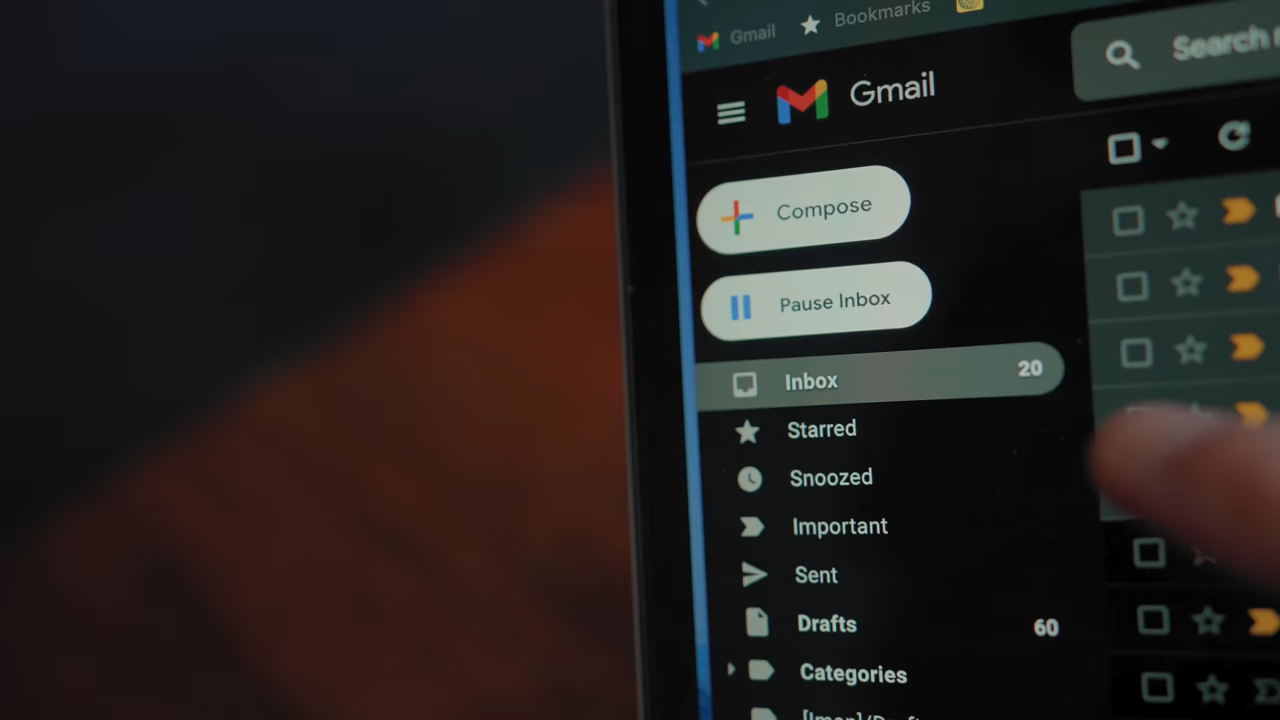 Gmail
Bookmarks
Gmail
Search
Compose
Pause Inbox
Inbox 20
Starred
Snoozed
Important
Sent
Drafts 60
Categories